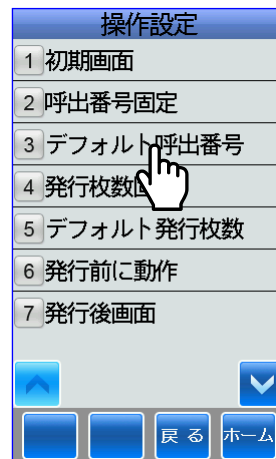 操作設定
1 初期画面
2 呼出番号固定
3 デフォルト呼出番号
4 発行枚数
5 デフォルト発行枚数
6 発行前に動作
7 発行後画面
戻る ホーム